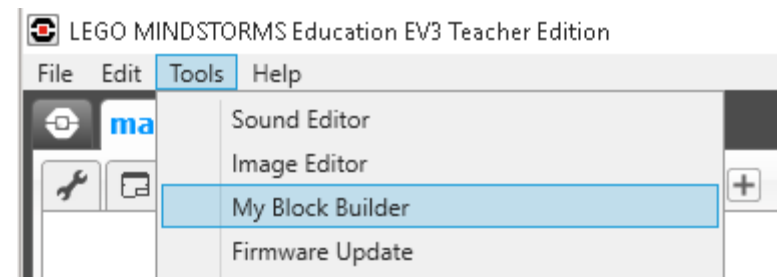 LEGO MINDSTORMS Education EV3 Teacher Edition
File Edit Tools Help
ma
Sound Editor
Image Editor
My Block Builder
Firmware Update